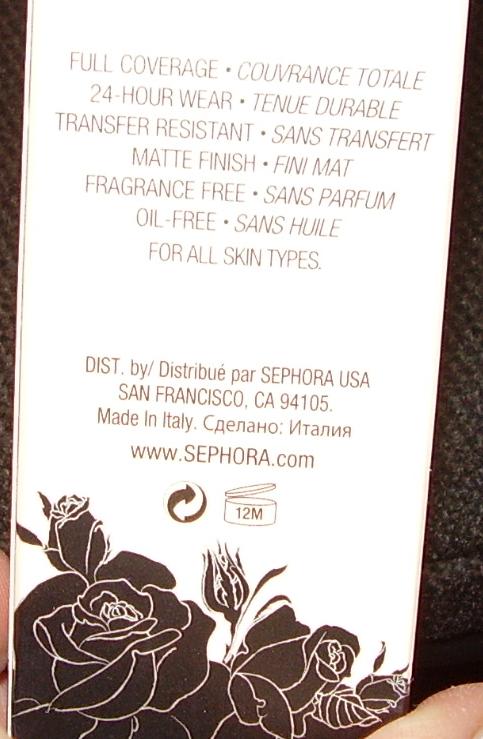 FULL COVERAGE • COUVRANCE TOTALE
24-HOUR WEAR • TENUE DURABLE
TRANSFER RESISTANT • SANS TRANSFERT
MATTE FINISH • FINI MAT
FRAGRANCE FREE • SANS PARFUM
OIL-FREE • SANS HUILE
FOR ALL SKIN TYPES.
DIST. by/ Distribué par SEPHORA USA
SAN FRANCISCO, CA 94105.
Made In Italy. Сделано: Италия
www.SEPHORA.com
12M